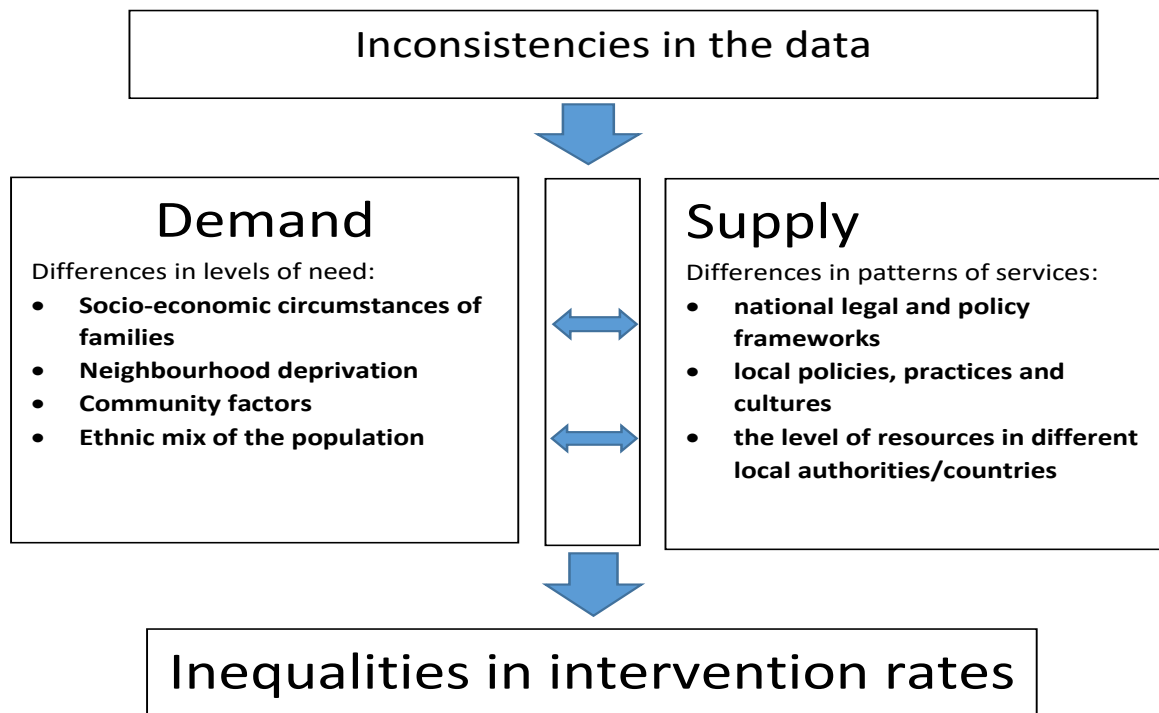 Inconsistencies in the data
Demand
Differences in levels of need:
• Socio-economic circumstances of
families
• Neighbourhood deprivation
• Community factors
• Ethnic mix of the population
Supply
Differences in patterns of services:
• national legal and policy
frameworks
• local policies, practices and
cultures
• the level of resources in different
local authorities/countries
Inequalities in intervention rates